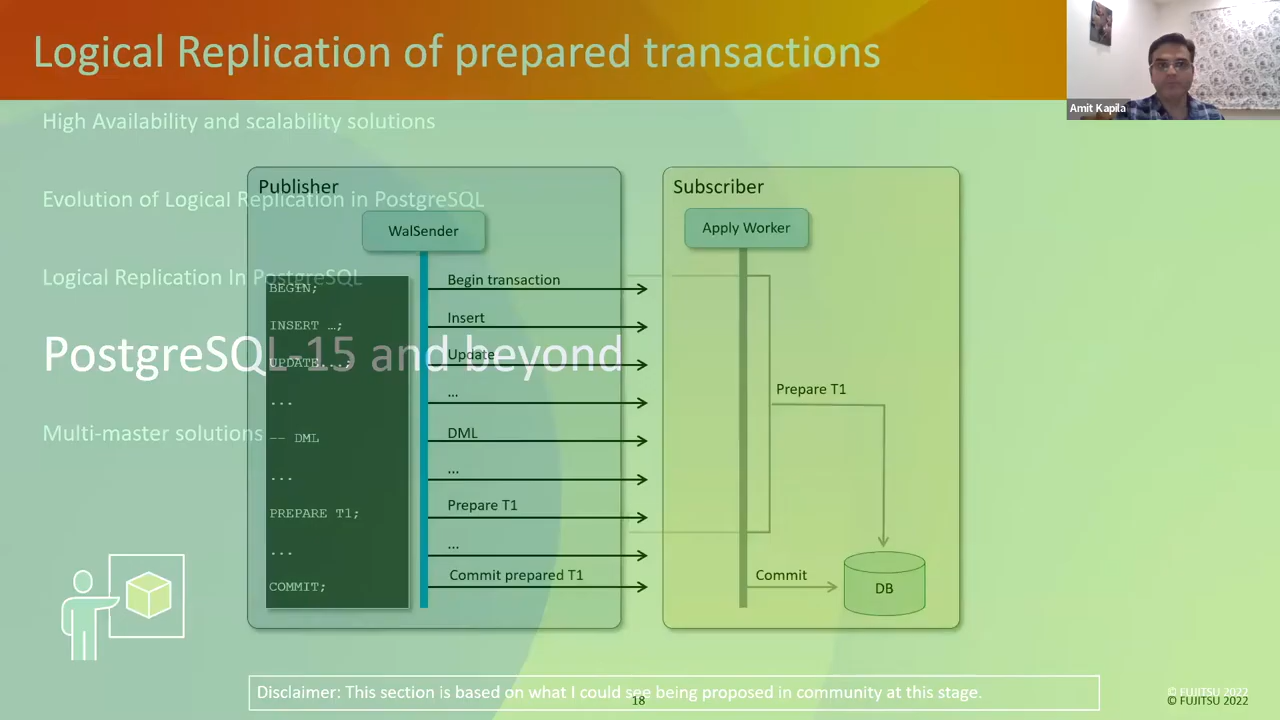 Logical Replication of prepared transactions
Amit Kapila
High Availability and scalability solutions
Evolution of Logical Replication in PostgreSQL
Logical Replication In PostgreSQL
PostgreSQL-15 and beyond
Multi-master solutions
Publisher
WalSender
BEGIN;
INSERT …;
UPDATE...;
...
-- DML
...
PREPARE T1;
...
COMMIT;
Begin transaction
Insert
Update
...
DML
...
Prepare T1
...
Commit prepared T1
Subscriber
Apply Worker
Prepare T1
Commit
DB
Disclaimer: This section is based on what I could see being proposed in community at this stage.
18
© FUJITSU 2022
© FUJITSU 2022